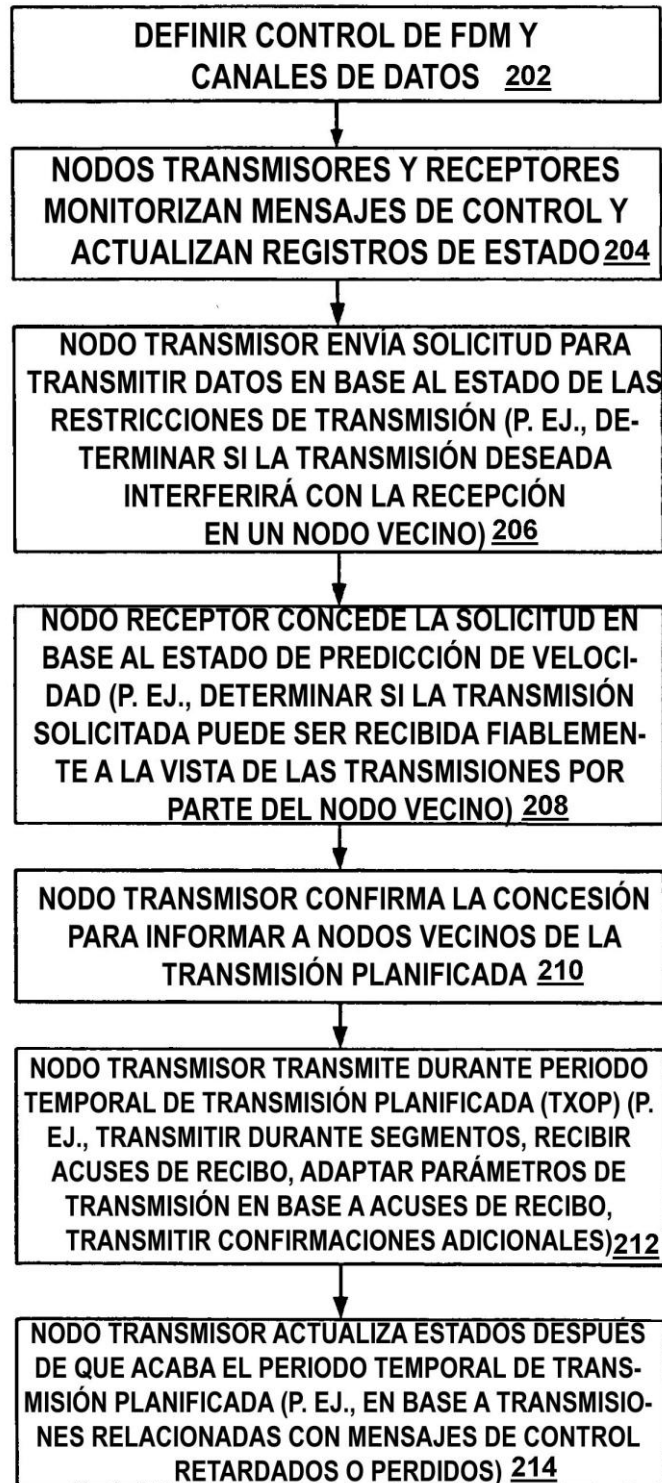 DEFINIR CONTROL DE FDM Y
CANALES DE DATOS 202
NODOS TRANSMISORES Y RECEPTORES
MONITORIZAN MENSAJES DE CONTROL Y
ACTUALIZAN REGISTROS DE ESTADO 204
NODO TRANSMISOR ENVÍA SOLICITUD PARA
TRANSMITIR DATOS EN BASE AL ESTADO DE LAS
RESTRICCIONES DE TRANSMISIÓN (P. EJ., DE-
TERMINAR SI LA TRANSMISIÓN DESEADA
INTERFERIRÁ CON LA RECEPCIÓN
EN UN NODO VECINO) 206
NODO RECEPTOR CONCEDE LA SOLICITUD EN
BASE AL ESTADO DE PREDICCIÓN DE VELOCI-
DAD (P. EJ., DETERMINAR SI LA TRANSMISIÓN
SOLICITADA PUEDE SER RECIBIDA FIABLEMEN-
TE A LA VISTA DE LAS TRANSMISIONES POR
PARTE DEL NODO VECINO) 208
NODO TRANSMISOR CONFIRMA LA CONCESIÓN
PARA INFORMAR A NODOS VECINOS DE LA
TRANSMISIÓN PLANIFICADA 210
NODO TRANSMISOR TRANSMITE DURANTE PERIODO
TEMPORAL DE TRANSMISIÓN PLANIFICADA (TXOP) (P.
EJ., TRANSMITIR DURANTE SEGMENTOS, RECIBIR
ACUSES DE RECIBO, ADAPTAR PARÁMETROS DE
TRANSMISIÓN EN BASE A ACUSES DE RECIBO,
TRANSMITIR CONFIRMACIONES ADICIONALES) 212
NODO TRANSMISOR ACTUALIZA ESTADOS DESPUÉS
DE QUE ACABA EL PERIODO TEMPORAL DE TRANS-
MISIÓN PLANIFICADA (P. EJ., EN BASE A TRANSMISIO-
NES RELACIONADAS CON MENSAJES DE CONTROL
RETARDADOS O PERDIDOS) 214